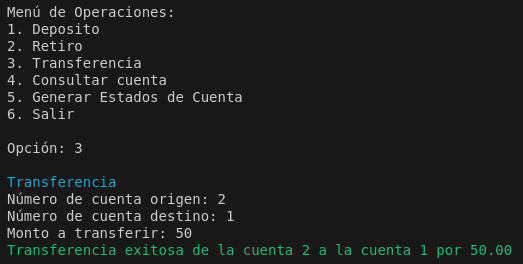 Menú de Operaciones:
1. Deposito
2. Retiro
3. Transferencia
4. Consultar cuenta
5. Generar Estados de Cuenta
6. Salir
Opción: 3
Transferencia
Número de cuenta origen: 2
Número de cuenta destino: 1
Monto a transferir: 50
Transferencia exitosa de la cuenta 2 a la cuenta 1 por 50.00